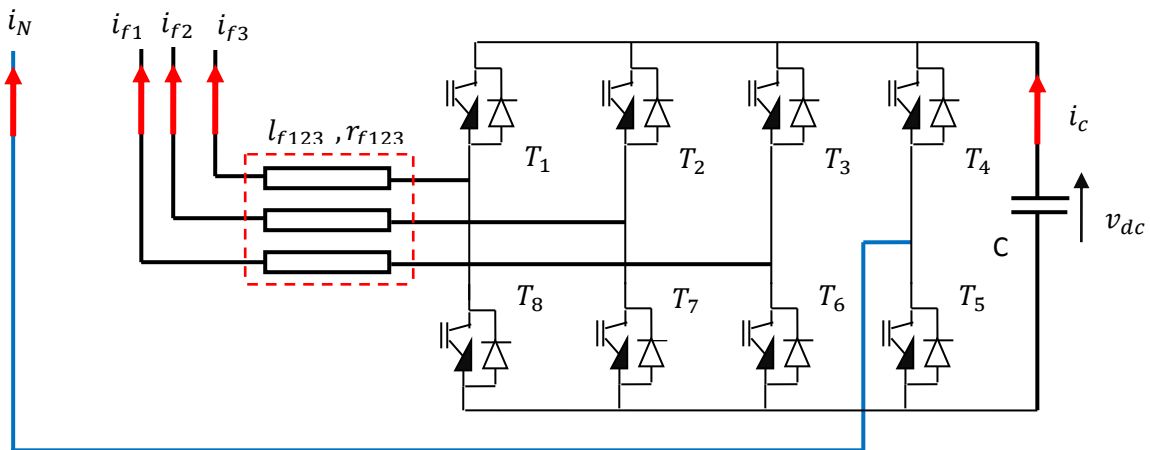 i_N i_f1 i_f2 i_f3
l_f123 , r_f123
T_1 T_2 T_3 T_4
i_c
C
v_dc
T_8 T_7 T_6 T_5